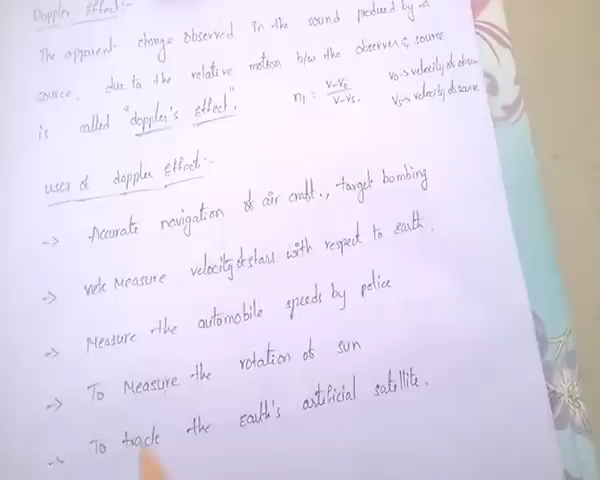 Doppler Effect:-
The apparent change observed in the sound produced by a
source, due to the relative motion b/w the observer & source
is called "doppler's effect". n1 = V-V0 / V-VS. V0 -> velocity of obser
VS -> velocity of source
uses of doppler effect:-
-> Accurate navigation of air craft., target bombing
-> Measure velocity of stars with respect to earth.
-> Measure the automobile speeds by police
-> To Measure the rotation of sun
-> To track the Earth's artificial satellite.